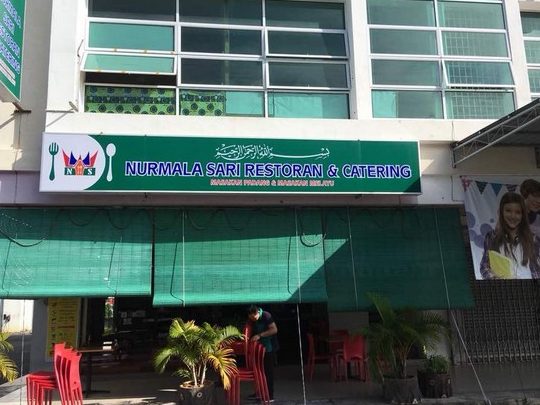 بسم الله الرحمن الرحيم
N S
NURMALA SARI RESTORAN & CATERING
MASAKAN PADANG & MASAKAN MELAYU